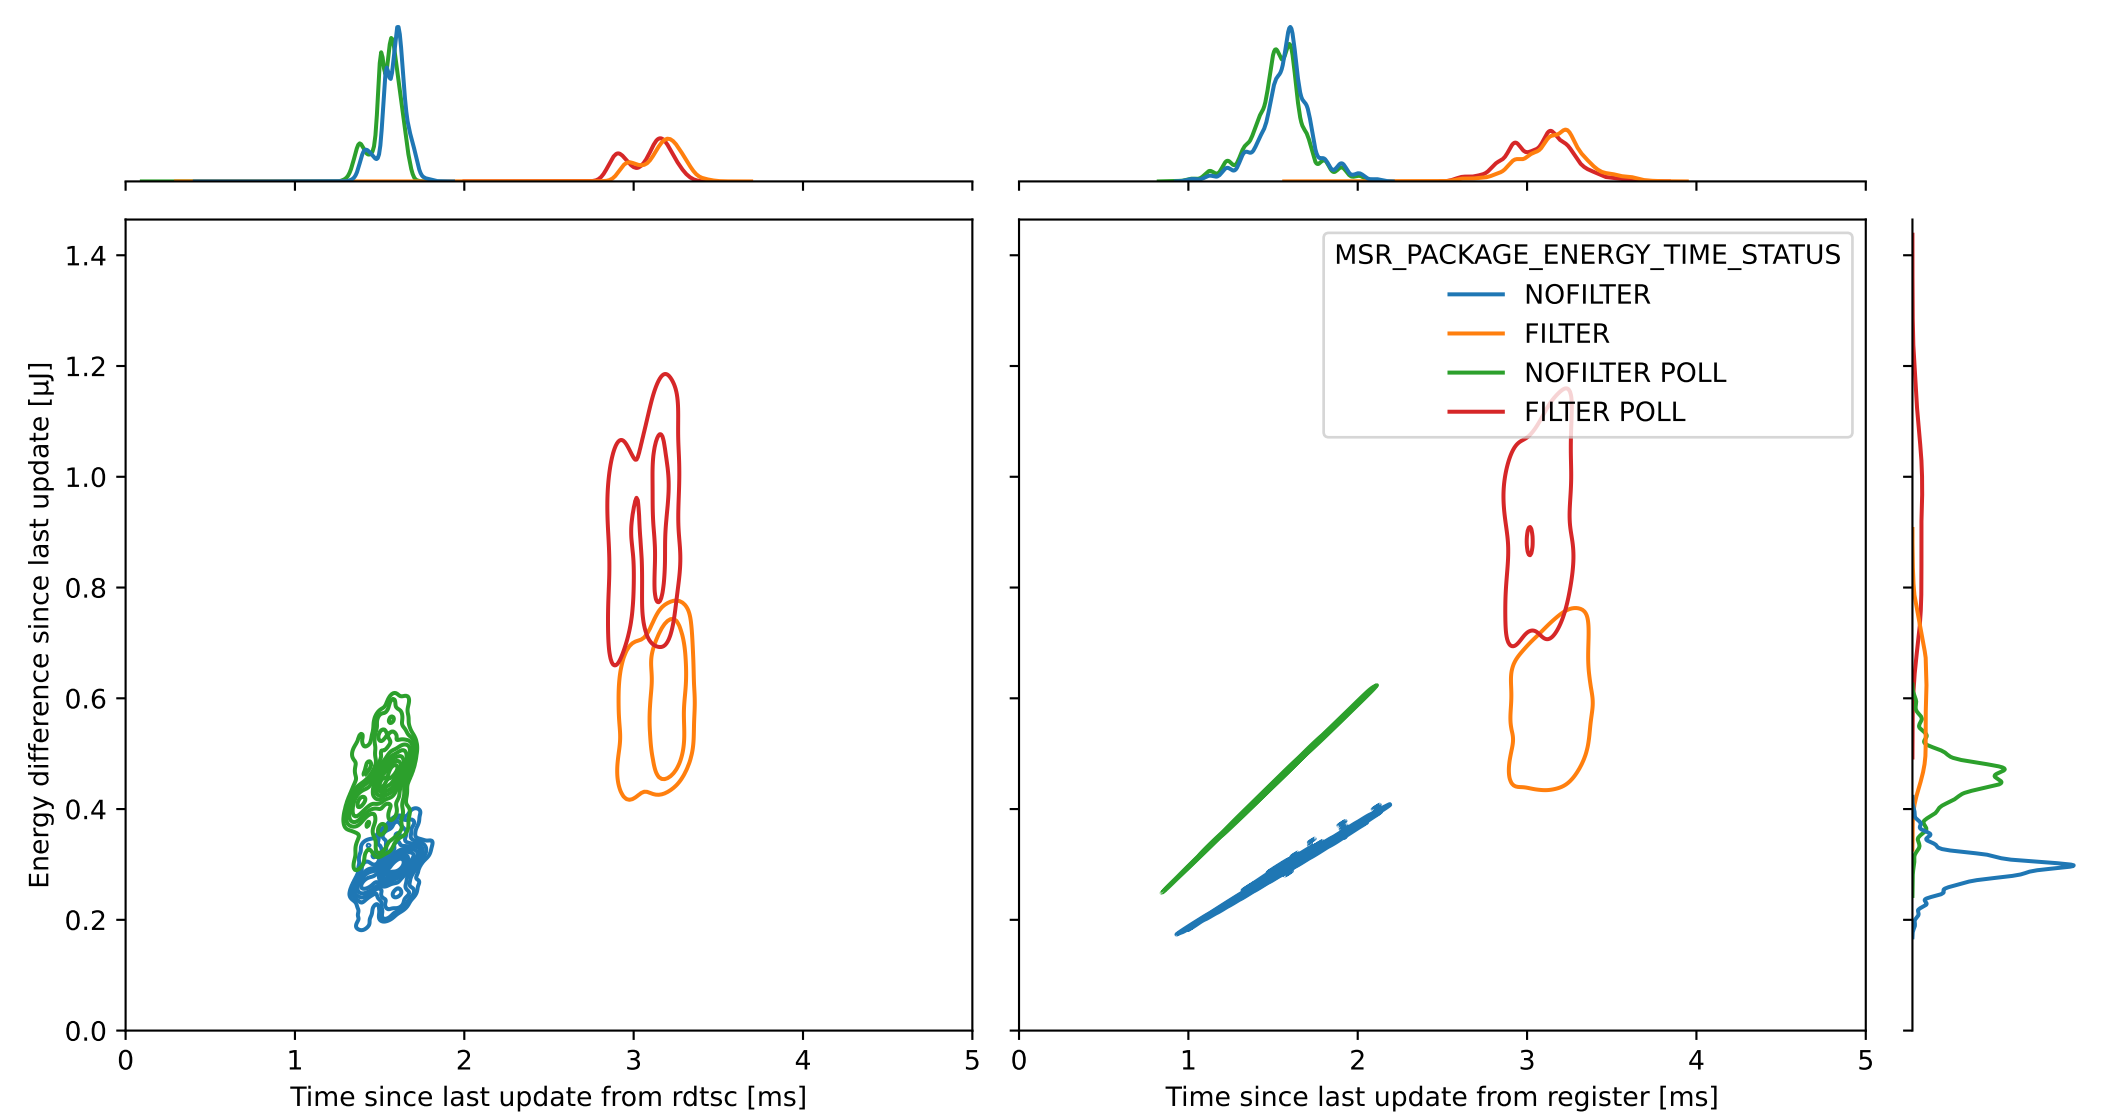 MSR_PACKAGE_ENERGY_TIME_STATUS
NOFILTER
FILTER
NOFILTER POLL
FILTER POLL
Energy difference since last update [µJ]
1.4
1.2
1.0
0.8
0.6
0.4
0.2
0.0
0 1 2 3 4 5
Time since last update from rdtsc [ms]
0 1 2 3 4 5
Time since last update from register [ms]